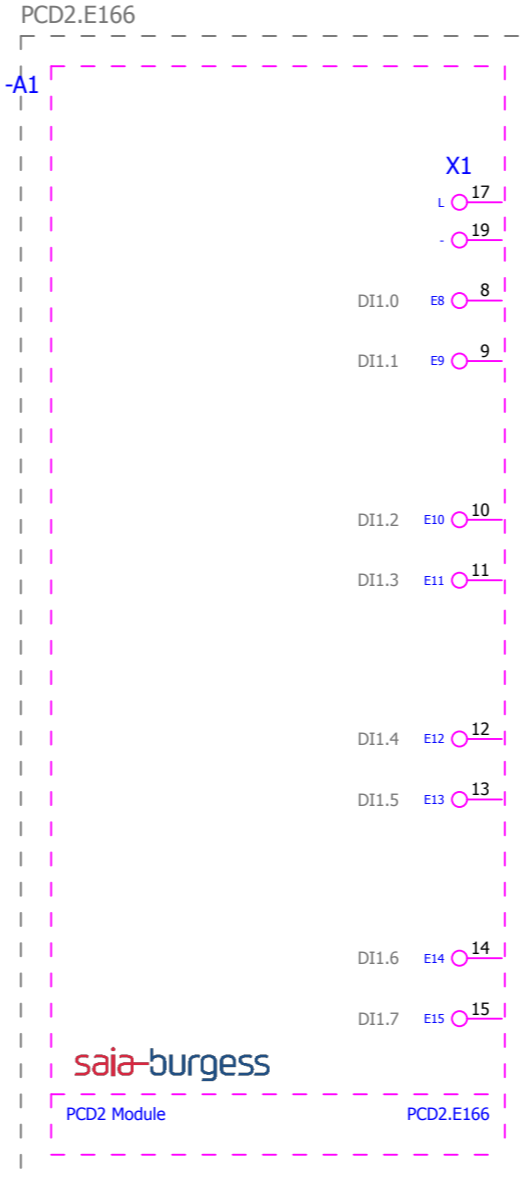 PCD2.E166
-A1
X1
L 17
- 19
DI1.0 E8 8
DI1.1 E9 9
DI1.2 E10 10
DI1.3 E11 11
DI1.4 E12 12
DI1.5 E13 13
DI1.6 E14 14
DI1.7 E15 15
saia-burgess
PCD2 Module PCD2.E166